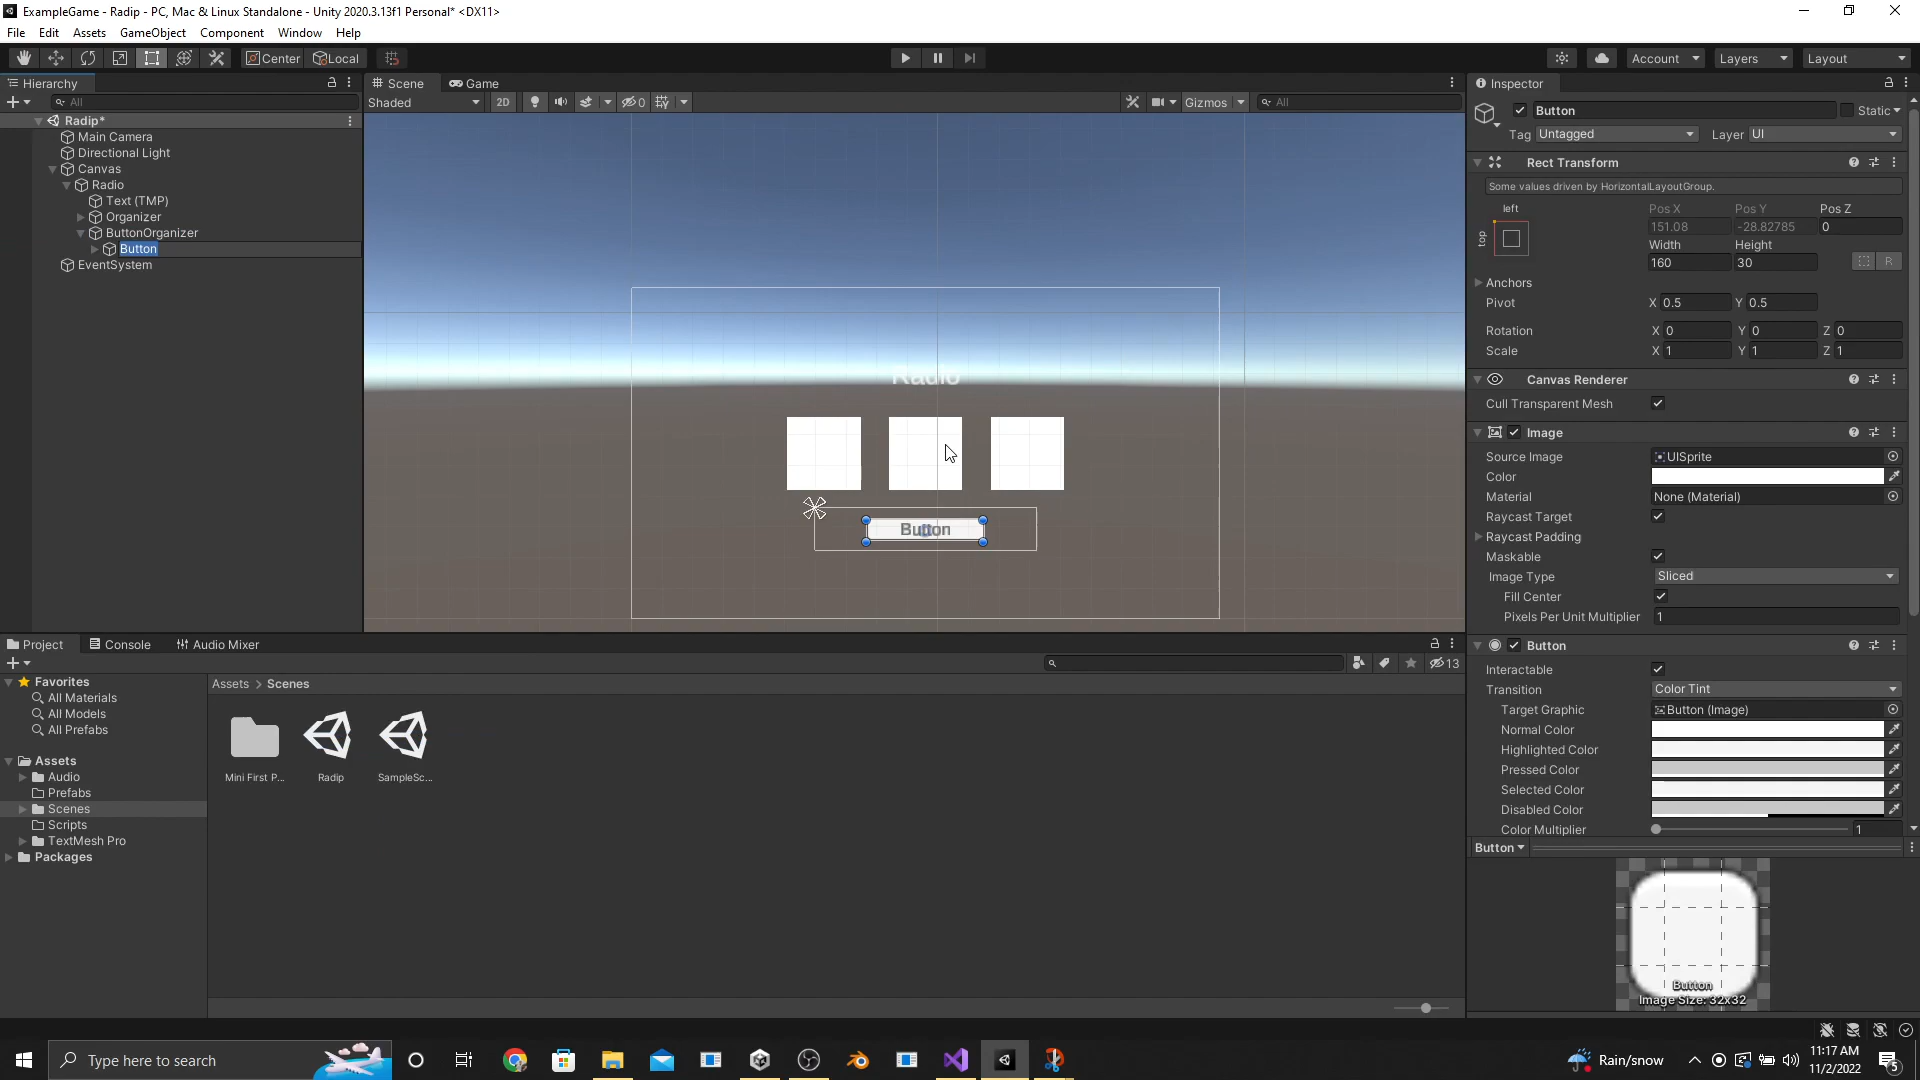 ExampleGame - Radip - PC, Mac & Linux Standalone - Unity 2020.3.13f1 Personal* <DX11>
File Edit Assets GameObject Component Window Help
Center Local Account Layers Layout
Hierarchy
All
Radip*
Main Camera
Directional Light
Canvas
Radio
Text (TMP)
Organizer
ButtonOrganizer
Button
EventSystem
Scene Game
Shaded 2D 0 Gizmos All
Radio
Button
Inspector
Button Static
Tag Untagged Layer UI
Rect Transform
Some values driven by HorizontalLayoutGroup.
left Pos X Pos Y Pos Z
top 151.08 -28.82785 0
Width Height
160 30 R
Anchors
Pivot X 0.5 Y 0.5
Rotation X 0 Y 0 Z 0
Scale X 1 Y 1 Z 1
Canvas Renderer
Cull Transparent Mesh
Image
Source Image UISprite
Color
Material None (Material)
Raycast Target
Raycast Padding
Maskable
Image Type Sliced
Fill Center
Pixels Per Unit Multiplier 1
Button
Interactable
Transition Color Tint
Target Graphic Button (Image)
Normal Color
Highlighted Color
Pressed Color
Selected Color
Disabled Color
Color Multiplier 1
Button
Button
Image Size: 32x32
Project Console Audio Mixer
13
Favorites
All Materials
All Models
All Prefabs
Assets
Audio
Prefabs
Scenes
Scripts
TextMesh Pro
Packages
Assets > Scenes
Mini First P... Radip SampleSc...
Type here to search
Rain/snow
11:17 AM
11/2/2022
5